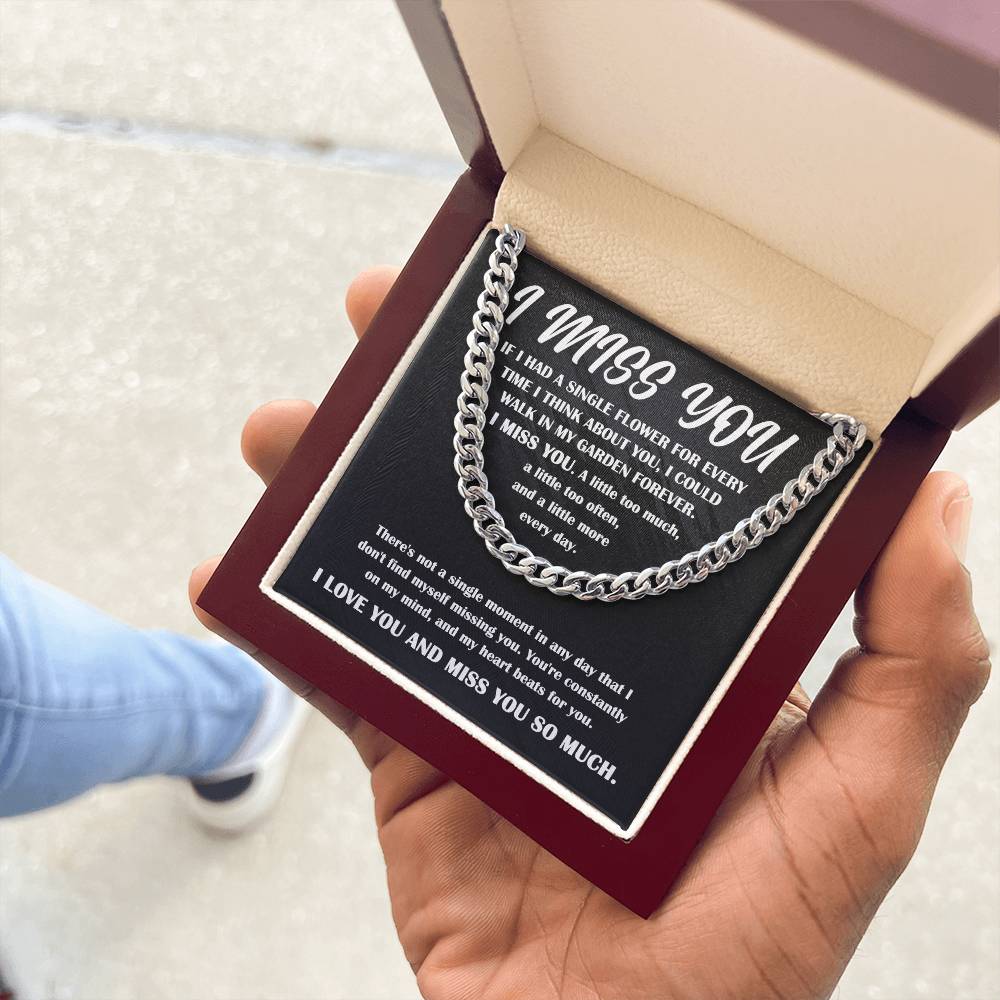 I MISS YOU
IF I HAD A SINGLE FLOWER FOR EVERY
TIME I THINK ABOUT YOU, I COULD
WALK IN MY GARDEN FOREVER.
I MISS YOU. A little too much,
a little too often,
and a little more
every day.
There's not a single moment in any day that I
don't find myself missing you. You're constantly
on my mind, and my heart beats for you.
I LOVE YOU AND MISS YOU SO MUCH.